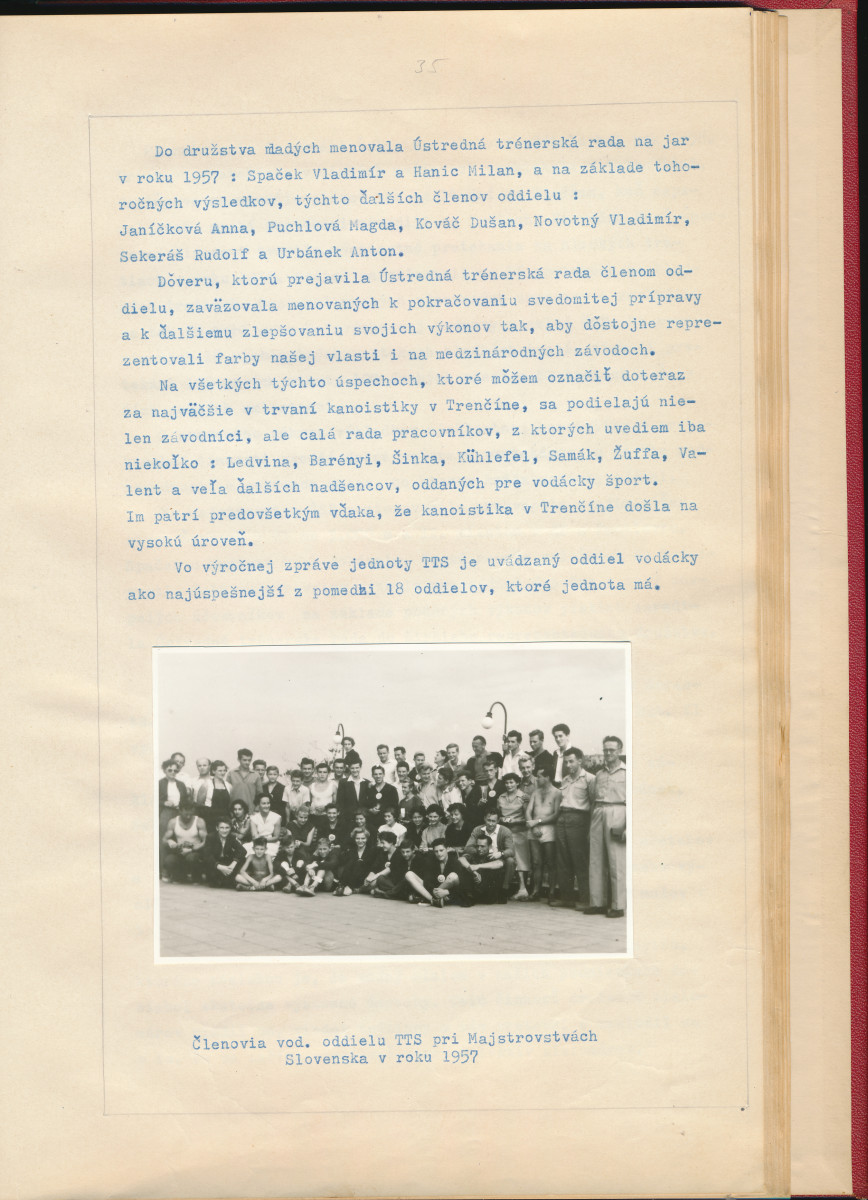 35
Do družstva mladých menovala Ústredná trénerská rada na jar
v roku 1957 : Spaček Vladimír a Hanic Milan, a na základe toho-
ročných výsledkov, týchto ďalších členov oddielu :
Janíčková Anna, Puchlová Magda, Kováč Dušan, Novotný Vladimír,
Sekeráš Rudolf a Urbánek Anton.
Dôveru, ktorú prejavila Ústredná trénerská rada členom od-
dielu, zaväzovala menovaných k pokračovaniu svedomitej prípravy
a k ďalšiemu zlepšovaniu svojich výkonov tak, aby dôstojne repre-
zentovali farby našej vlasti i na medzinárodných závodoch.
Na všetkých týchto úspechoch, ktoré môžem označiť doteraz
za najväčšie v trvaní kanoistiky v Trenčíne, sa podielajú nie-
len závodníci, ale calá rada pracovníkov, z ktorých uvediem iba
niekoľko : Ledvina, Barényi, Šinka, Kühlefel, Samák, Žuffa, Va-
lent a veľa ďalších nadšencov, oddaných pre vodácky šport.
Im patrí predovšetkým vďaka, že kanoistika v Trenčíne došla na
vysokú úroveň.
Vo výročnej zpráve jednoty TTS je uvádzaný oddiel vodácky
ako najúspešnejší z pomedzi 18 oddielov, ktoré jednota má.
Členovia vod. oddielu TTS pri Majstrovstvách
Slovenska v roku 1957